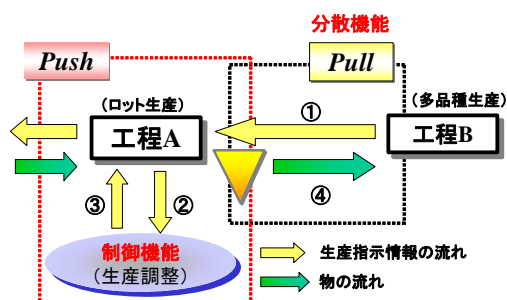 分散機能
Push
Pull
(ロット生産)
①
(多品種生産)
工程A
工程B
③
②
④
制御機能
(生産調整)
生産指示情報の流れ
物の流れ